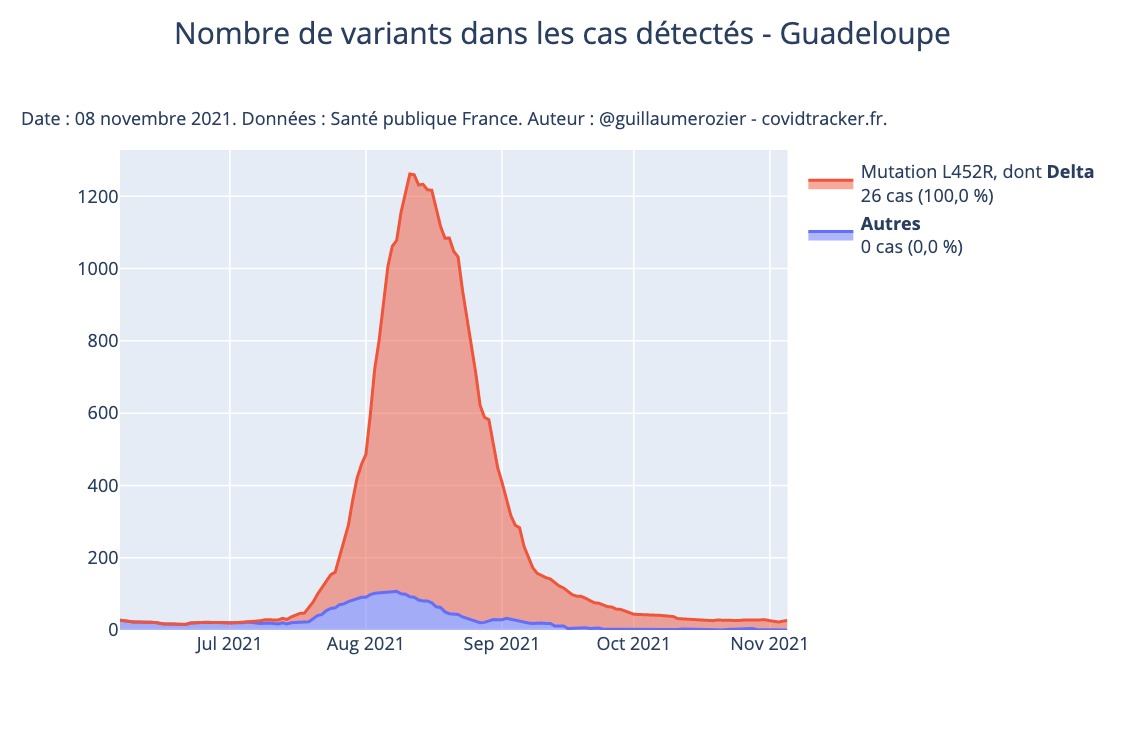 Nombre de variants dans les cas détectés - Guadeloupe
Date : 08 novembre 2021. Données : Santé publique France. Auteur : @guillaumerozier - covidtracker.fr.
Mutation L452R, dont Delta
26 cas (100,0 %)
Autres
0 cas (0,0 %)
1200
1000
800
600
400
200
0
Jul 2021
Aug 2021
Sep 2021
Oct 2021
Nov 2021